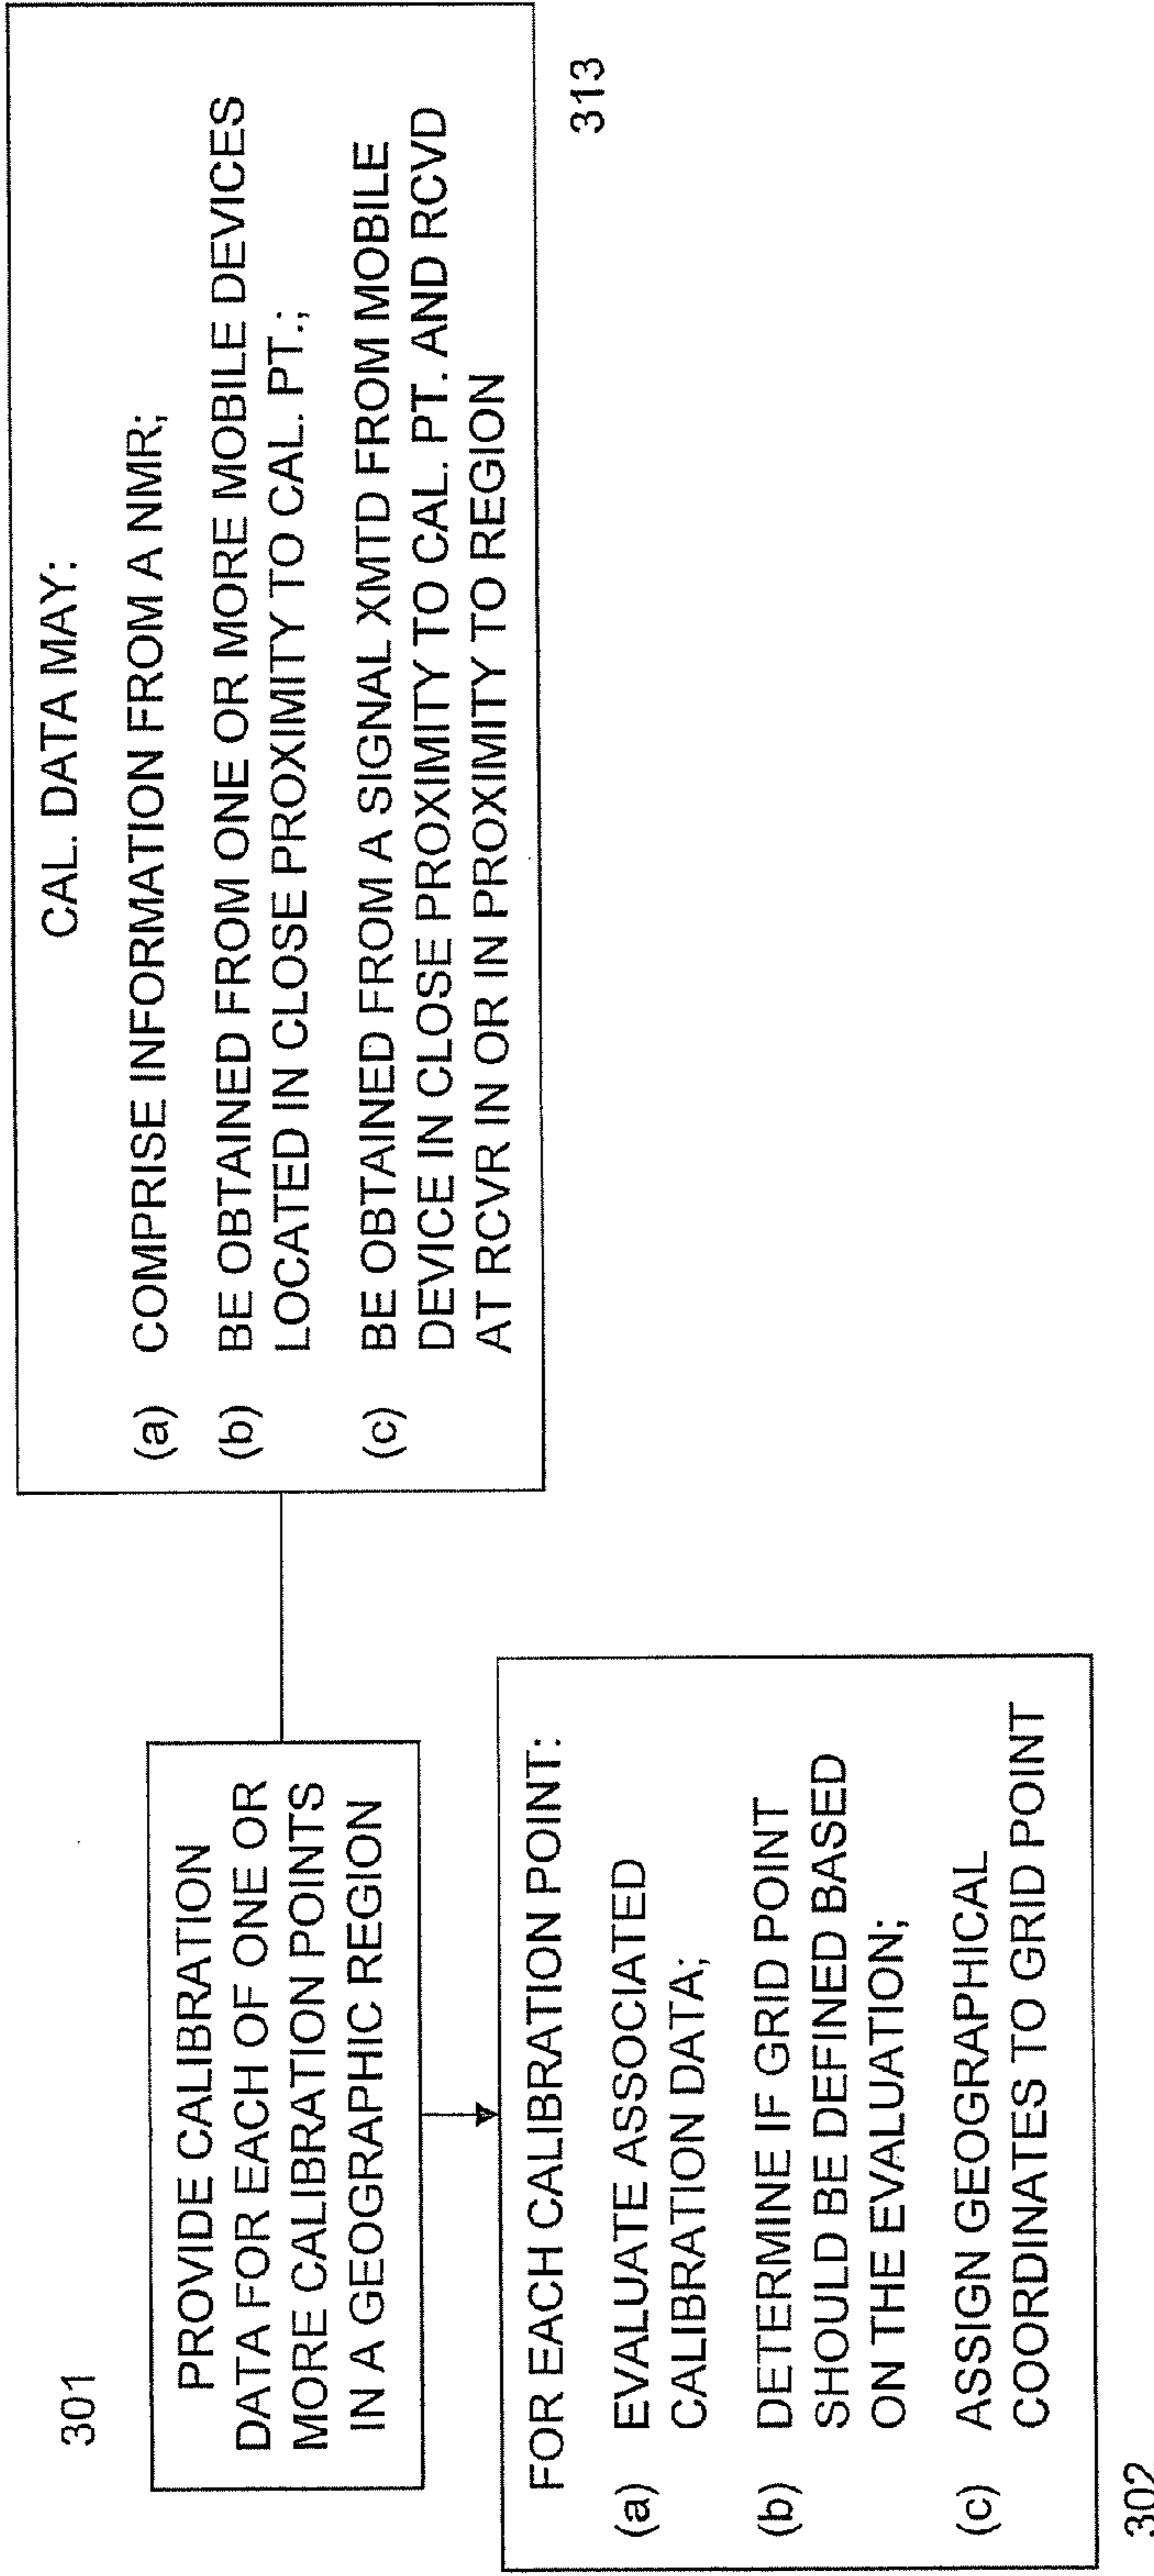 301
PROVIDE CALIBRATION
DATA FOR EACH OF ONE OR
MORE CALIBRATION POINTS
IN A GEOGRAPHIC REGION
CAL. DATA MAY:
(a) COMPRISE INFORMATION FROM A NMR;
(b) BE OBTAINED FROM ONE OR MORE MOBILE DEVICES
LOCATED IN CLOSE PROXIMITY TO CAL. PT.;
(c) BE OBTAINED FROM A SIGNAL XMTD FROM MOBILE
DEVICE IN CLOSE PROXIMITY TO CAL. PT. AND RCVD
AT RCVR IN OR IN PROXIMITY TO REGION
313
FOR EACH CALIBRATION POINT:
(a) EVALUATE ASSOCIATED
CALIBRATION DATA;
(b) DETERMINE IF GRID POINT
SHOULD BE DEFINED BASED
ON THE EVALUATION;
(c) ASSIGN GEOGRAPHICAL
COORDINATES TO GRID POINT
302